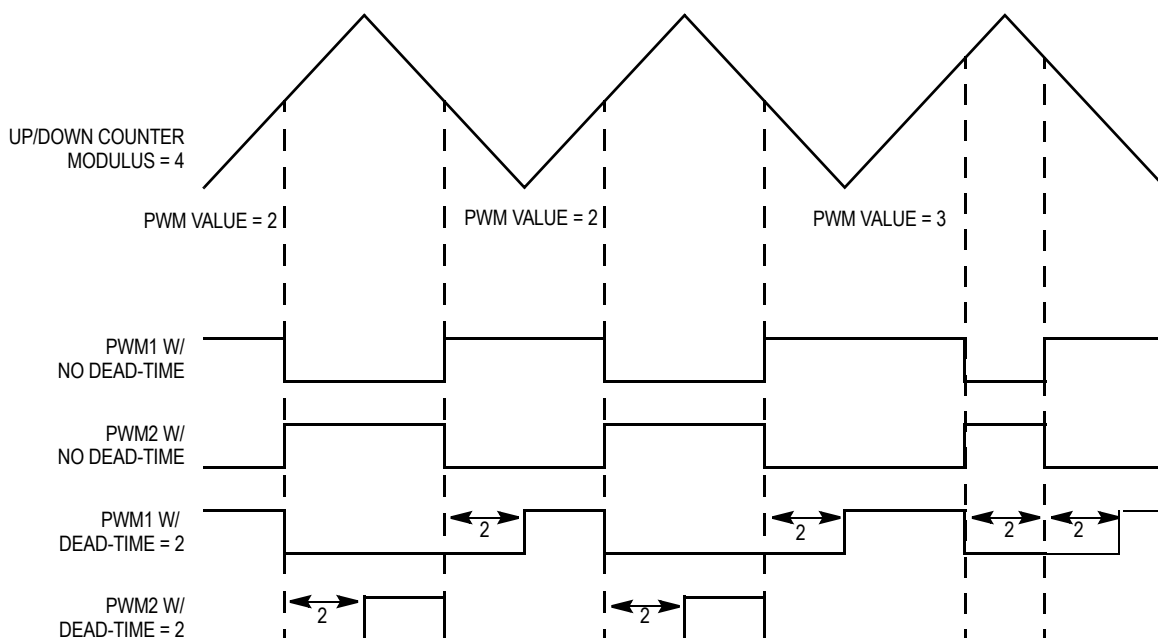 UP/DOWN COUNTER
MODULUS = 4
PWM VALUE = 2
PWM VALUE = 2
PWM VALUE = 3
PWM1 W/
NO DEAD-TIME
PWM2 W/
NO DEAD-TIME
PWM1 W/
DEAD-TIME = 2
2
2
2
2
PWM2 W/
DEAD-TIME = 2
2
2